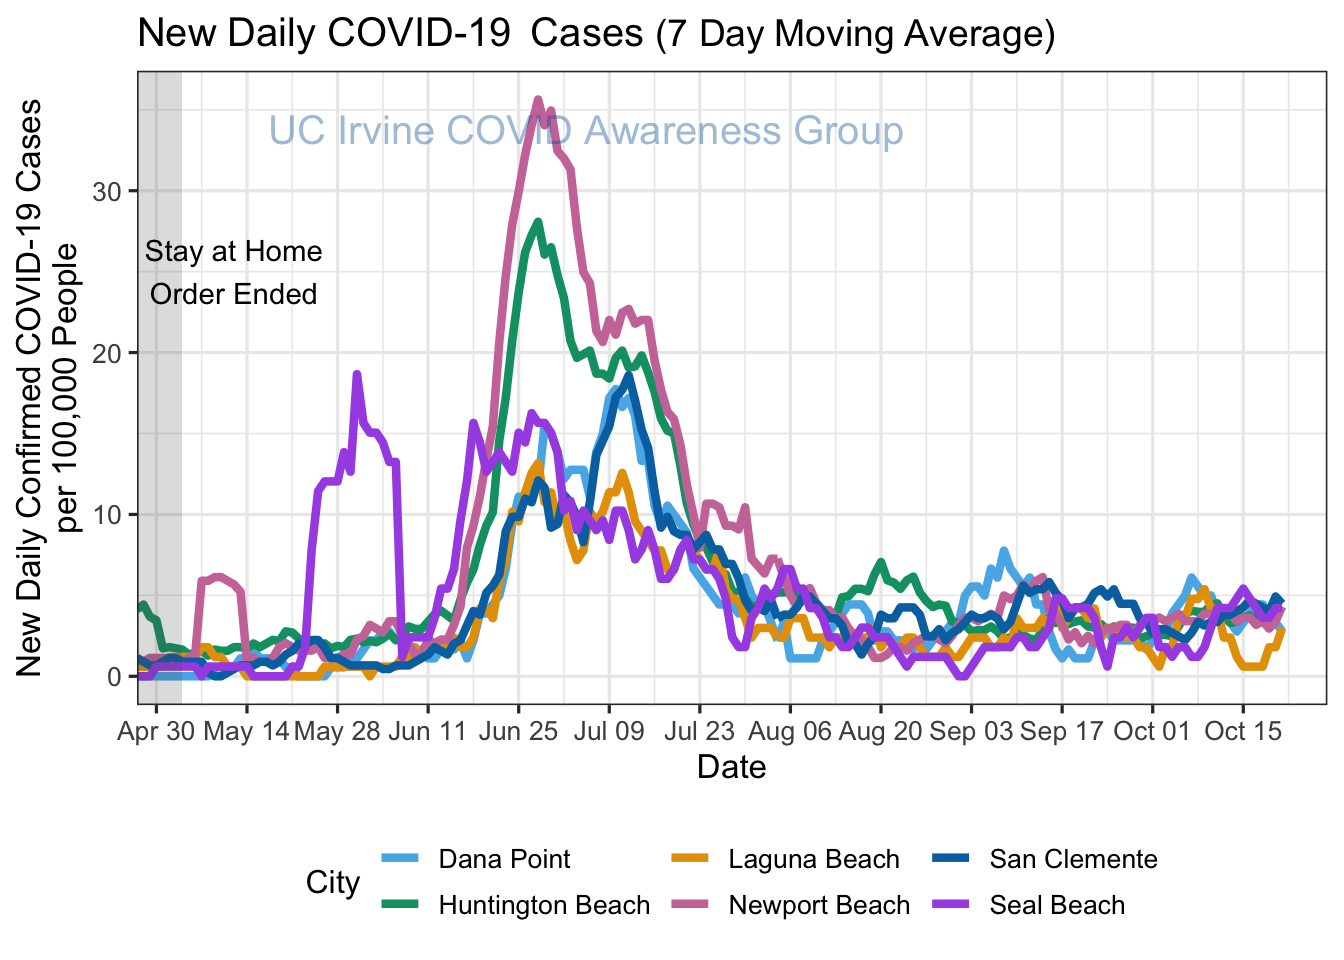 New Daily COVID-19 Cases (7 Day Moving Average)
UC Irvine COVID Awareness Group
New Daily Confirmed COVID-19 Cases
per 100,000 People
30
20
10
0
Stay at Home
Order Ended
Apr 30 May 14 May 28 Jun 11 Jun 25 Jul 09 Jul 23 Aug 06 Aug 20 Sep 03 Sep 17 Oct 01 Oct 15
Date
City
Dana Point Laguna Beach San Clemente
Huntington Beach Newport Beach Seal Beach